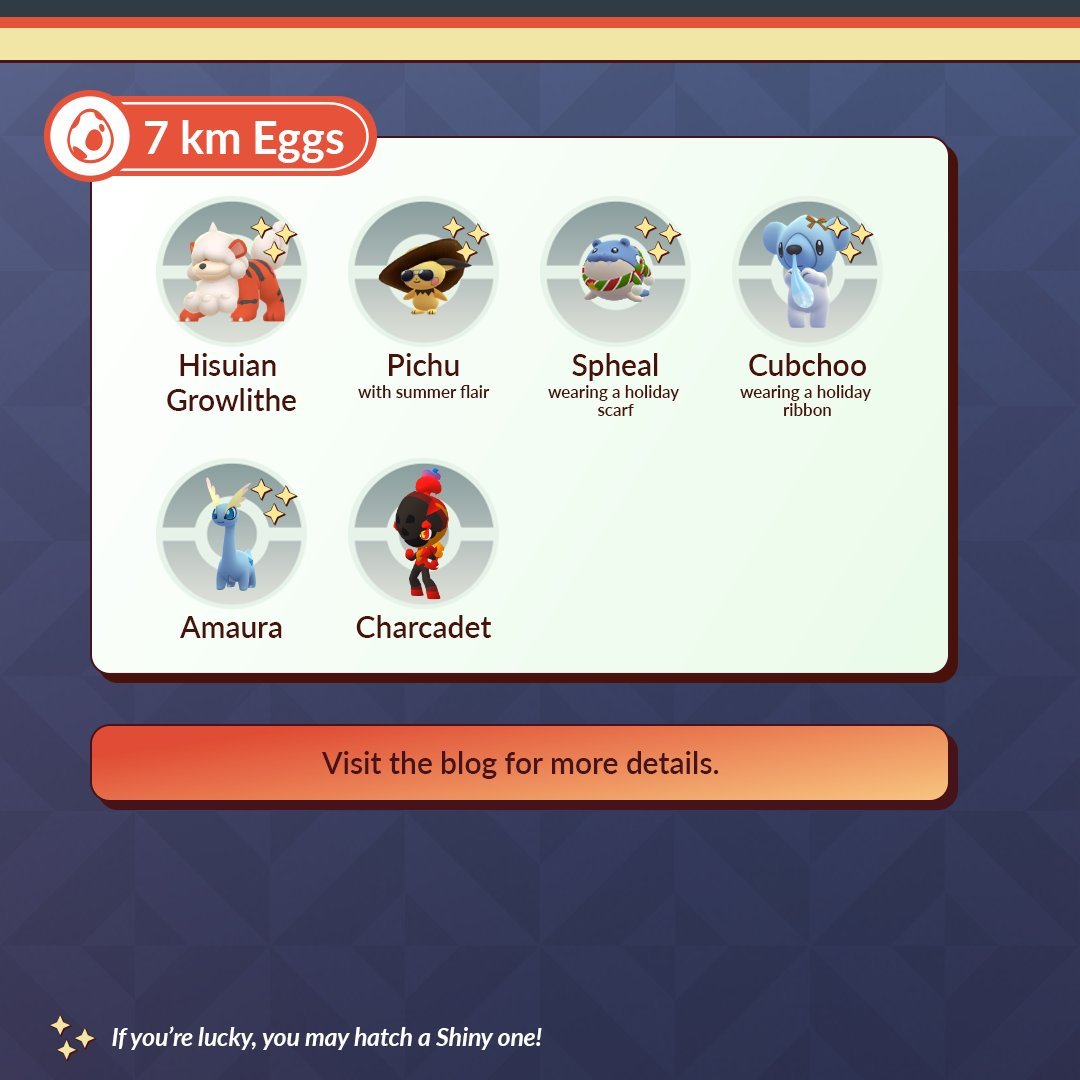 7 km Eggs
Hisuian
Growlithe
Pichu
with summer flair
Spheal
wearing a holiday
scarf
Cubchoo
wearing a holiday
ribbon
Amaura
Charcadet
Visit the blog for more details.
If you’re lucky, you may hatch a Shiny one!